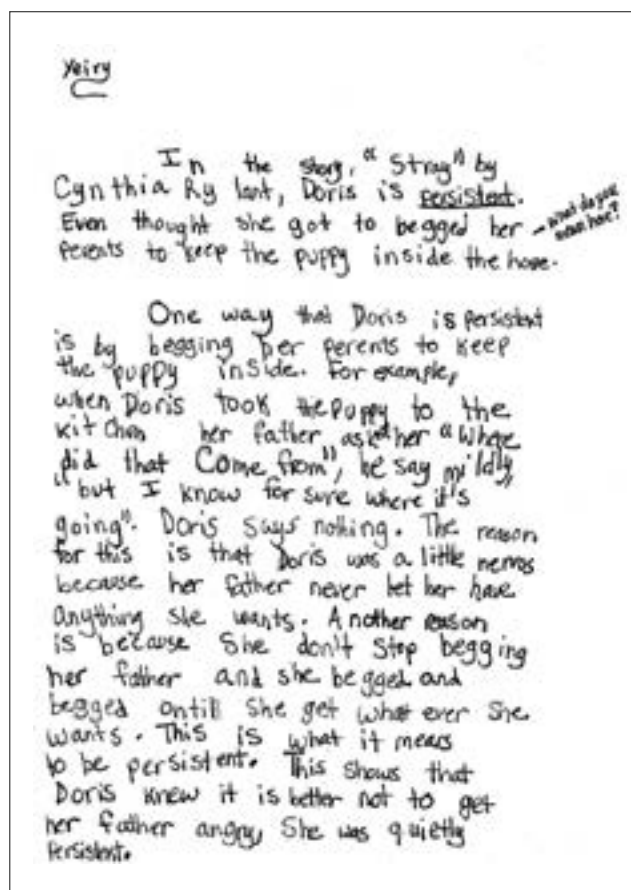 Yeiry
In the story, "Stray" by
Cynthia Ry lant, Doris is persistent.
Even thought she got to begged her
what do you
mean here?
perents to keep the puppy inside the hose.
One way that Doris is persistent
is by begging her perents to keep
the puppy inside. For example,
when Doris took the puppy to the
kitchen her father asked her "Where
did that Come from", he say mildly
"but I know for sure where it's
going". Doris says nothing. The reason
for this is that Doris was a little nervos
because her father never let her have
anything she wants. Another reason
is because She don't stop begging
her father and she begged and
begged ontill she get what ever she
wants. This is what it means
to be persistent. This shows that
Doris knew it is better not to get
her father angry, She was quietly
persistent.